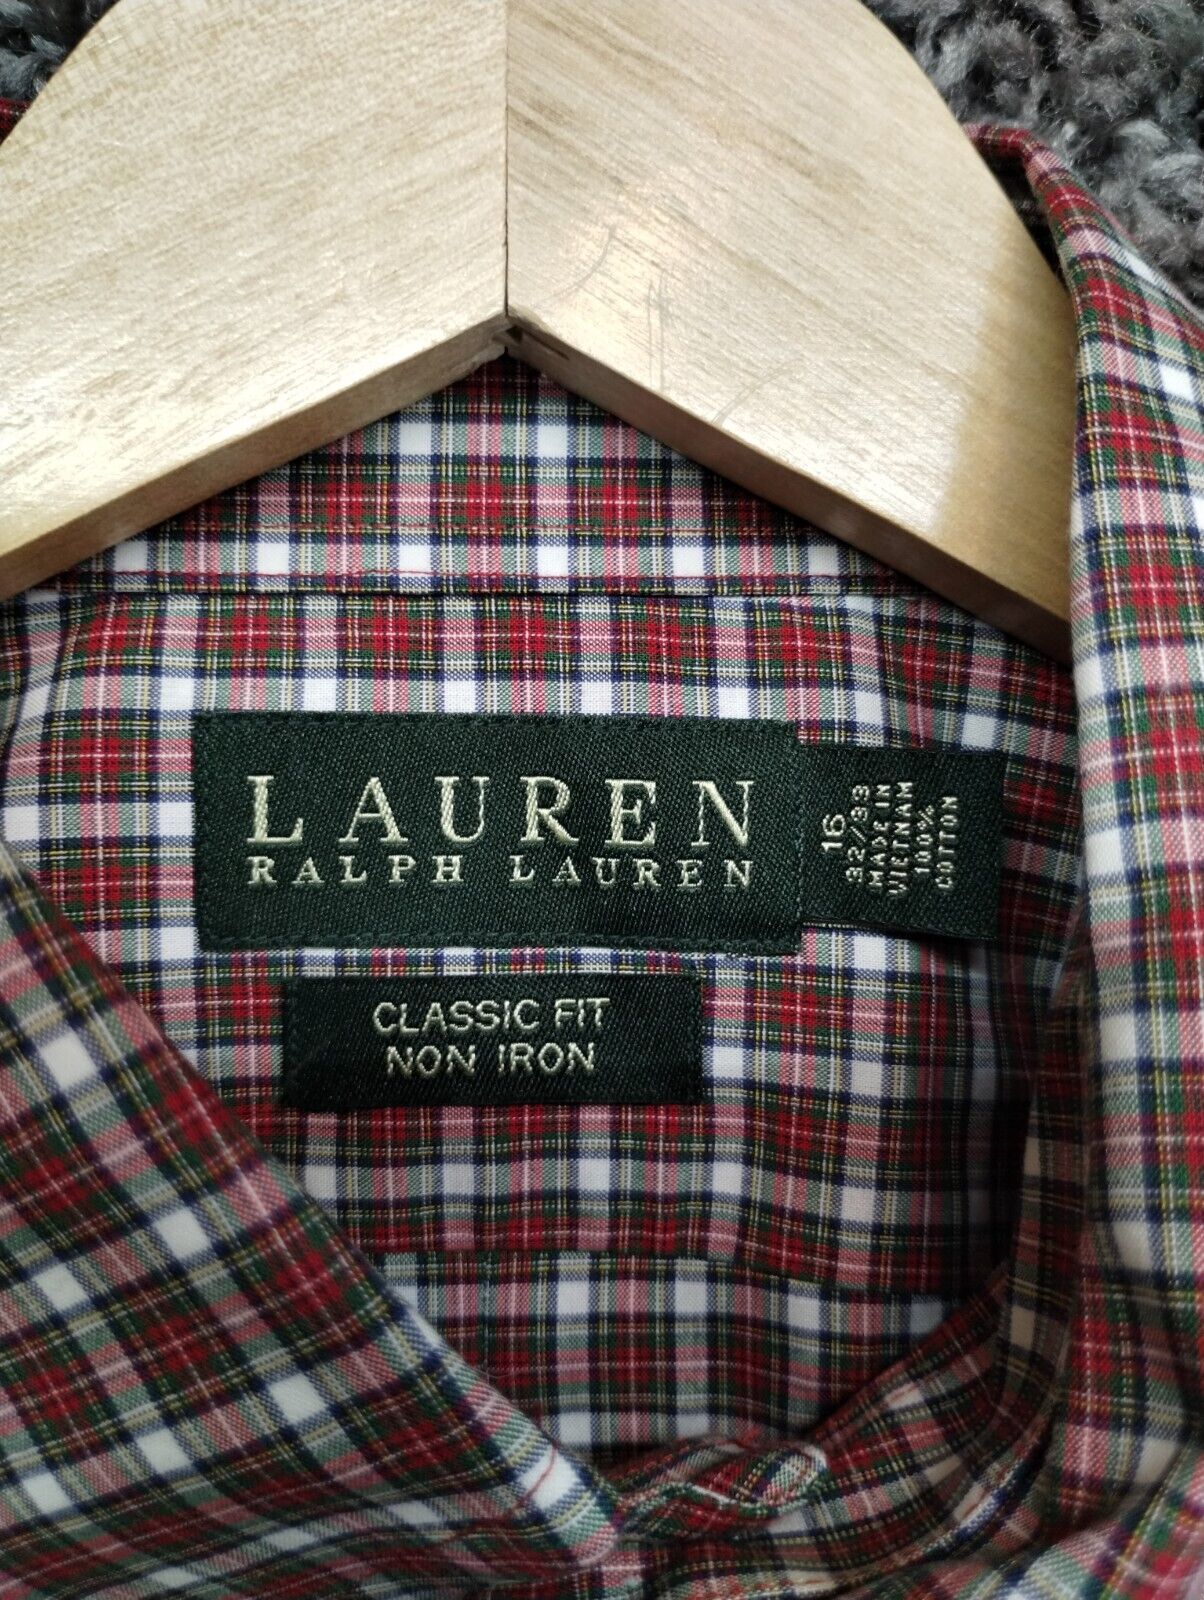 LAUREN
RALPH LAUREN
16
32/33
MADE IN
VIETNAM
100%
COTTON
CLASSIC FIT
NON IRON